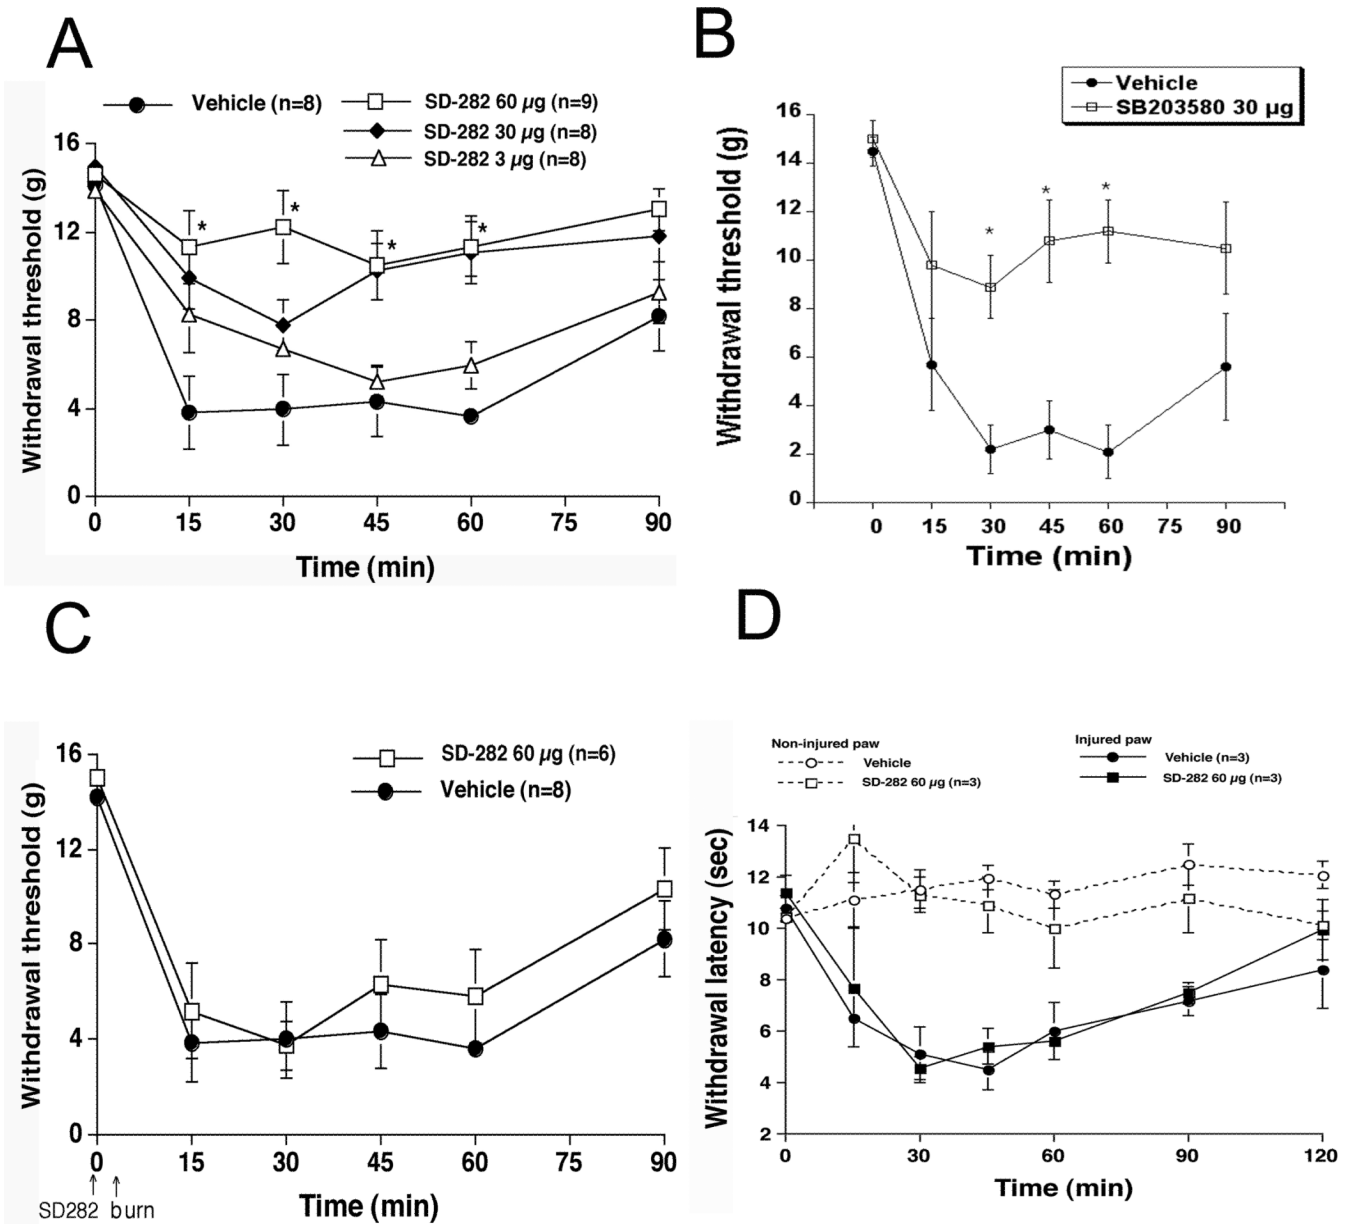 A
Vehicle (n=8)
SD-282 60 µg (n=9)
SD-282 30 µg (n=8)
SD-282 3 µg (n=8)
Withdrawal threshold (g)
16
12
8
4
0
* * * *
0 15 30 45 60 75 90
Time (min)
B
Vehicle
SB203580 30 µg
Withdrawal threshold (g)
16
14
12
10
8
6
4
2
0
* * *
0 15 30 45 60 75 90
Time (min)
C
SD-282 60 µg (n=6)
Vehicle (n=8)
Withdrawal threshold (g)
16
12
8
4
0
0 15 30 45 60 75 90
SD282 burn
Time (min)
D
Non-injured paw
Vehicle
SD-282 60 µg (n=3)
Injured paw
Vehicle (n=3)
SD-282 60 µg (n=3)
Withdrawal latency (sec)
14
12
10
8
6
4
2
0 30 60 90 120
Time (min)